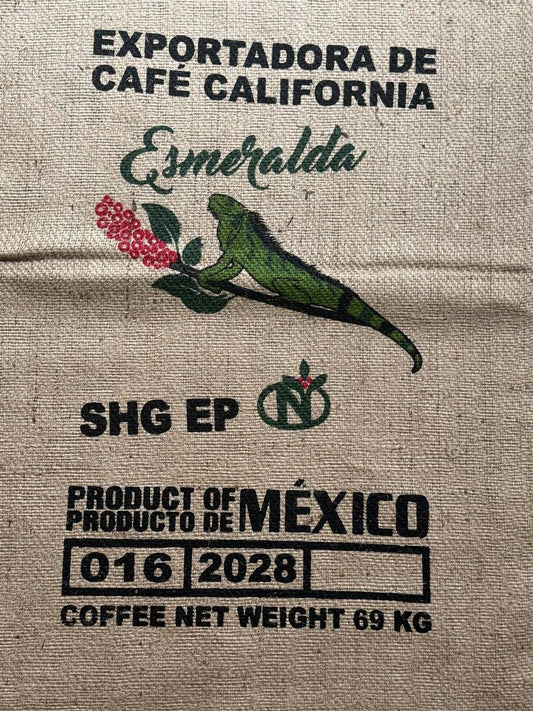 EXPORTADORA DE
CAFÉ CALIFORNIA
Esmeralda
SHG EP N
PRODUCT OF
PRODUCTO DE MÉXICO
016 2028
COFFEE NET WEIGHT 69 KG